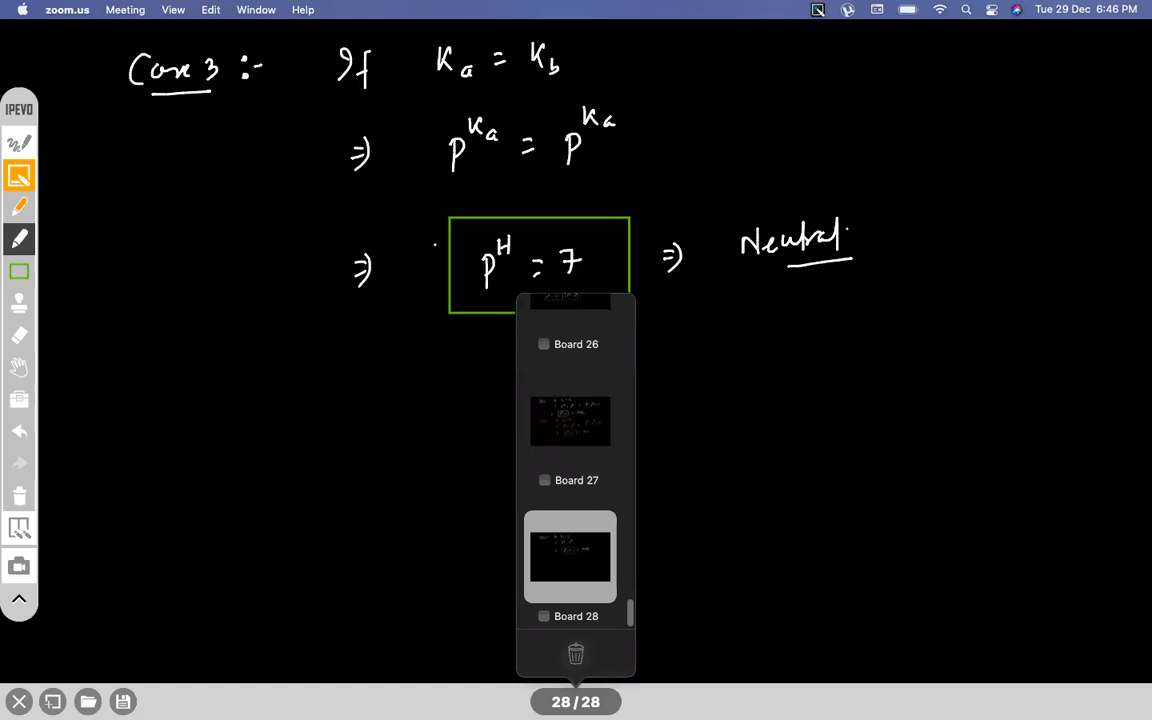 zoom.us Meeting View Edit Window Help Tue 29 Dec 6:46 PM
Case 3 :- If Ka = Kb
IPEVO
⇒ pKa = pKa
⇒ pH = 7 ⇒ Neutral.
Board 26
Board 27
Board 28
28 / 28